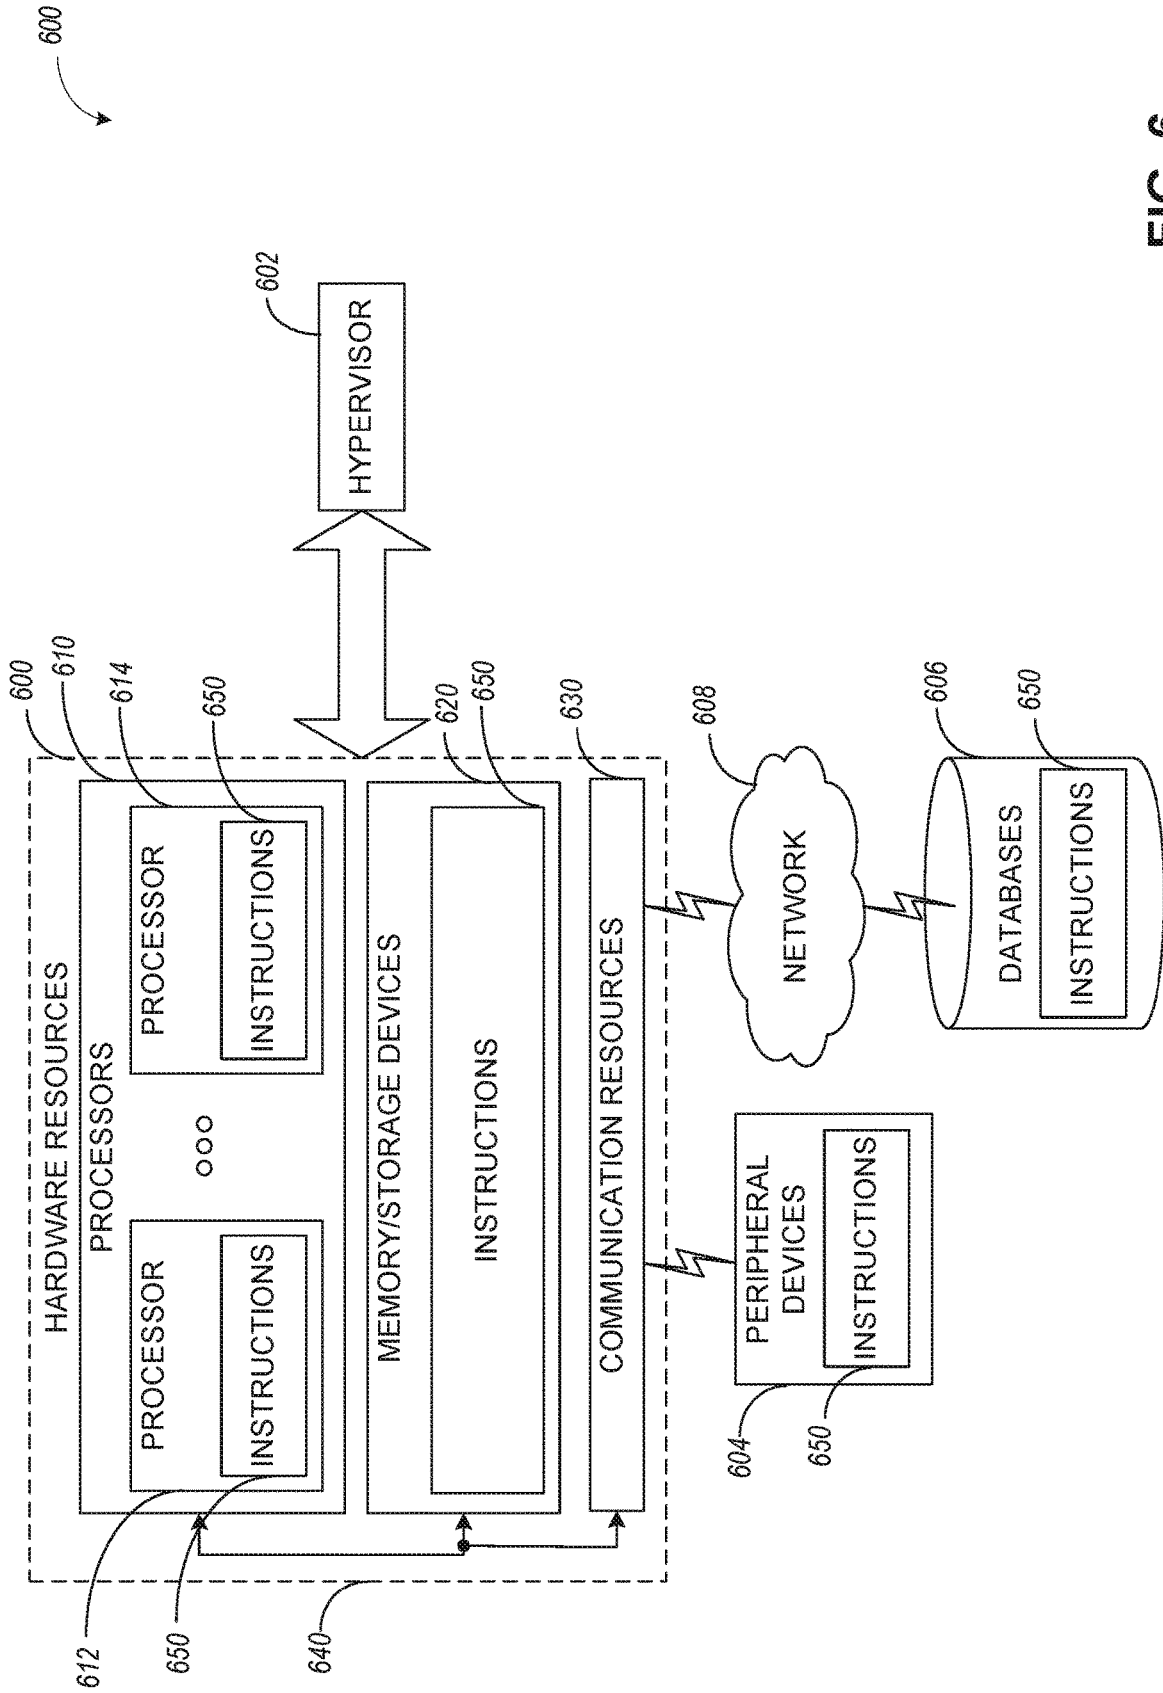 600
HARDWARE RESOURCES
600
PROCESSORS
610
PROCESSOR
PROCESSOR
614
INSTRUCTIONS
INSTRUCTIONS
650
612
650
HYPERVISOR
602
MEMORY/STORAGE DEVICES
620
INSTRUCTIONS
650
COMMUNICATION RESOURCES
630
640
PERIPHERAL
DEVICES
INSTRUCTIONS
604
650
NETWORK
608
DATABASES
606
INSTRUCTIONS
650